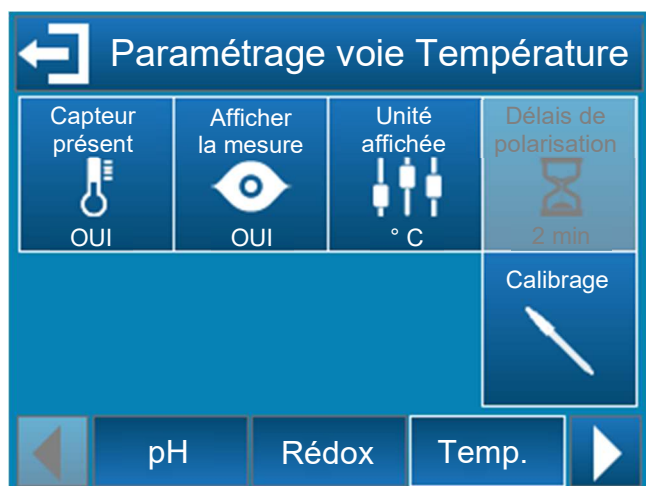 Paramétrage voie Température
Capteur
présent
OUI
Afficher
la mesure
OUI
Unité
affichée
° C
Délais de
polarisation
2 min
Calibrage
pH
Rédox
Temp.